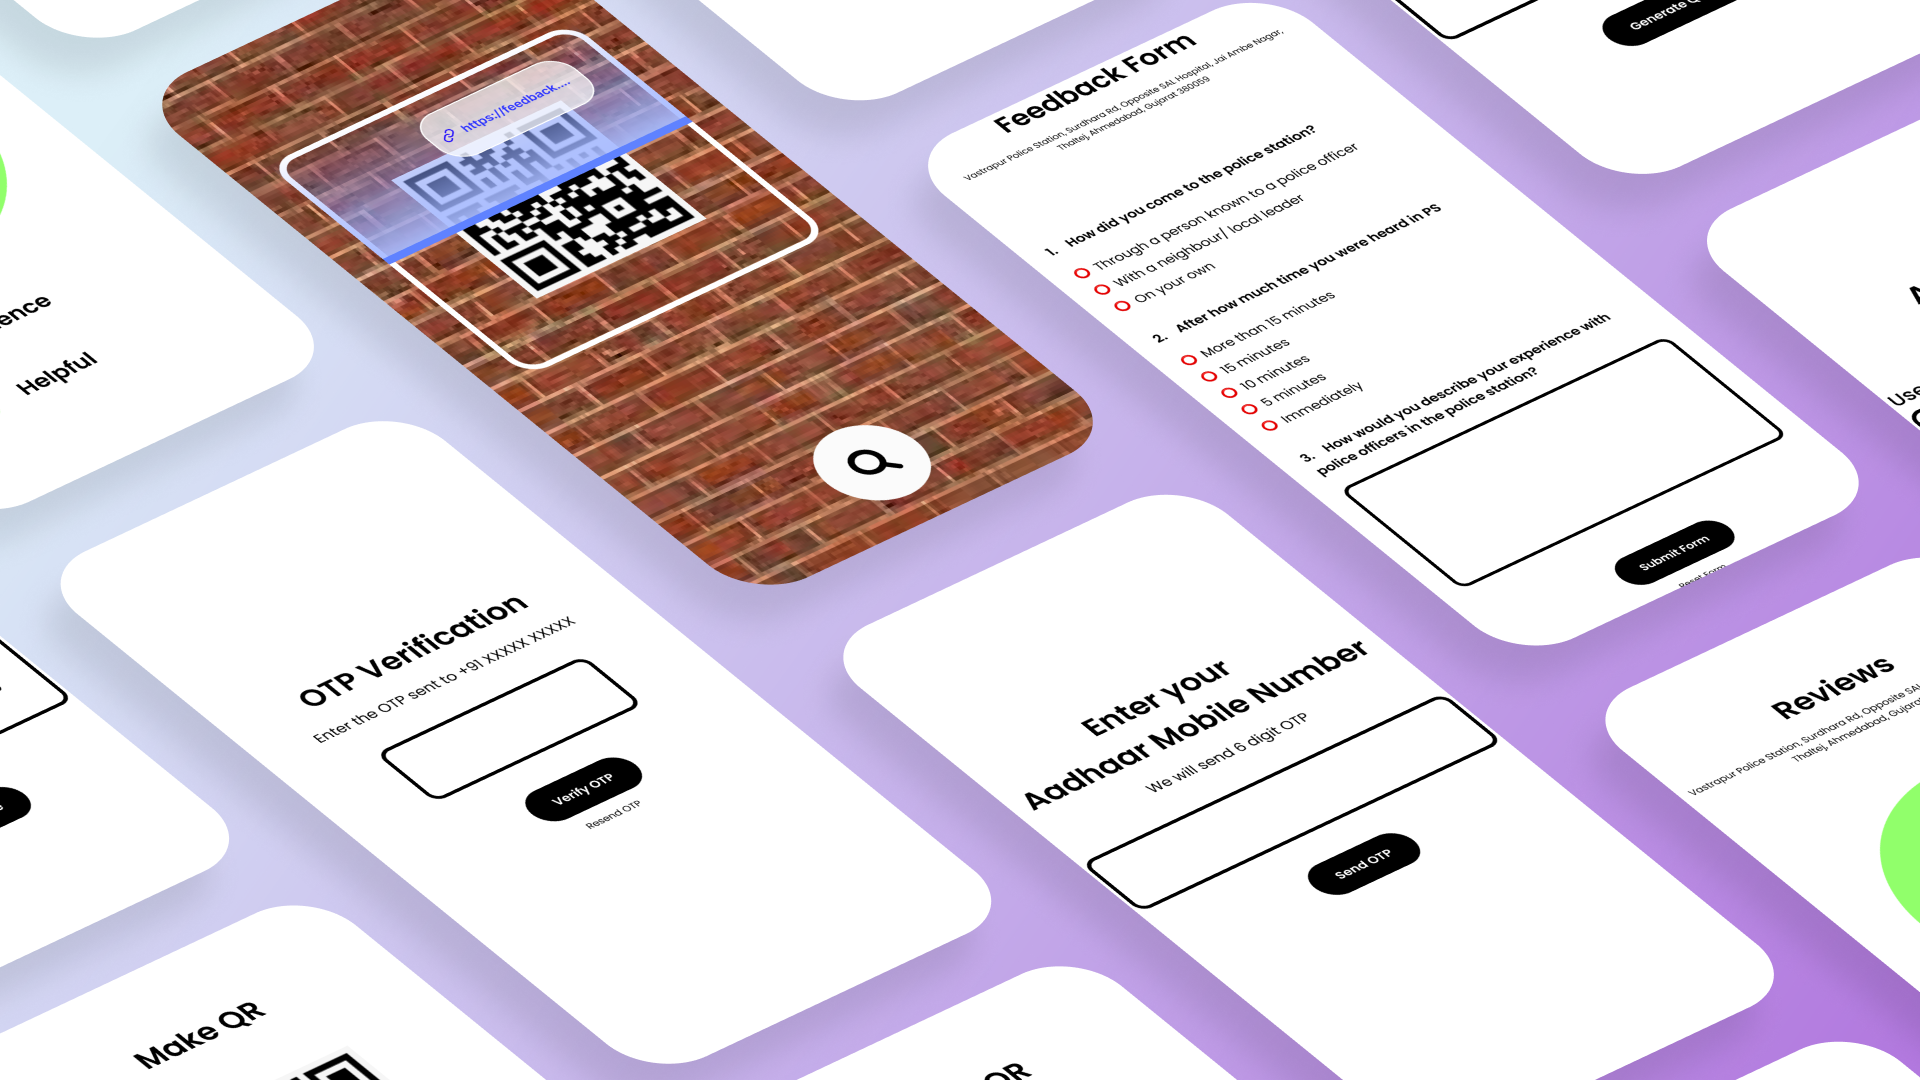 https://feedback....
Feedback Form
Vastrapur Police Station, Surdhara Rd, Opposite SAL Hospital, Jai Ambe Nagar,
Thaltej, Ahmedabad, Gujarat 380059
1. How did you come to the police station?
Through a person known to a police officer
With a neighbour/ local leader
On your own
2. After how much time you were heard in PS
More than 15 minutes
15 minutes
10 minutes
5 minutes
Immediately
3. How would you describe your experience with
police officers in the police station?
Submit Form
Reset Form
Generate
Helpful
OTP Verification
Enter the OTP sent to +91 XXXXX XXXXX
Verify OTP
Resend OTP
Enter your
Aadhaar Mobile Number
We will send 6 digit OTP
Send OTP
Reviews
Vastrapur Police Station, Surdhara Rd, Opposite
Thaltej, Ahmedabad,
Make QR
QR